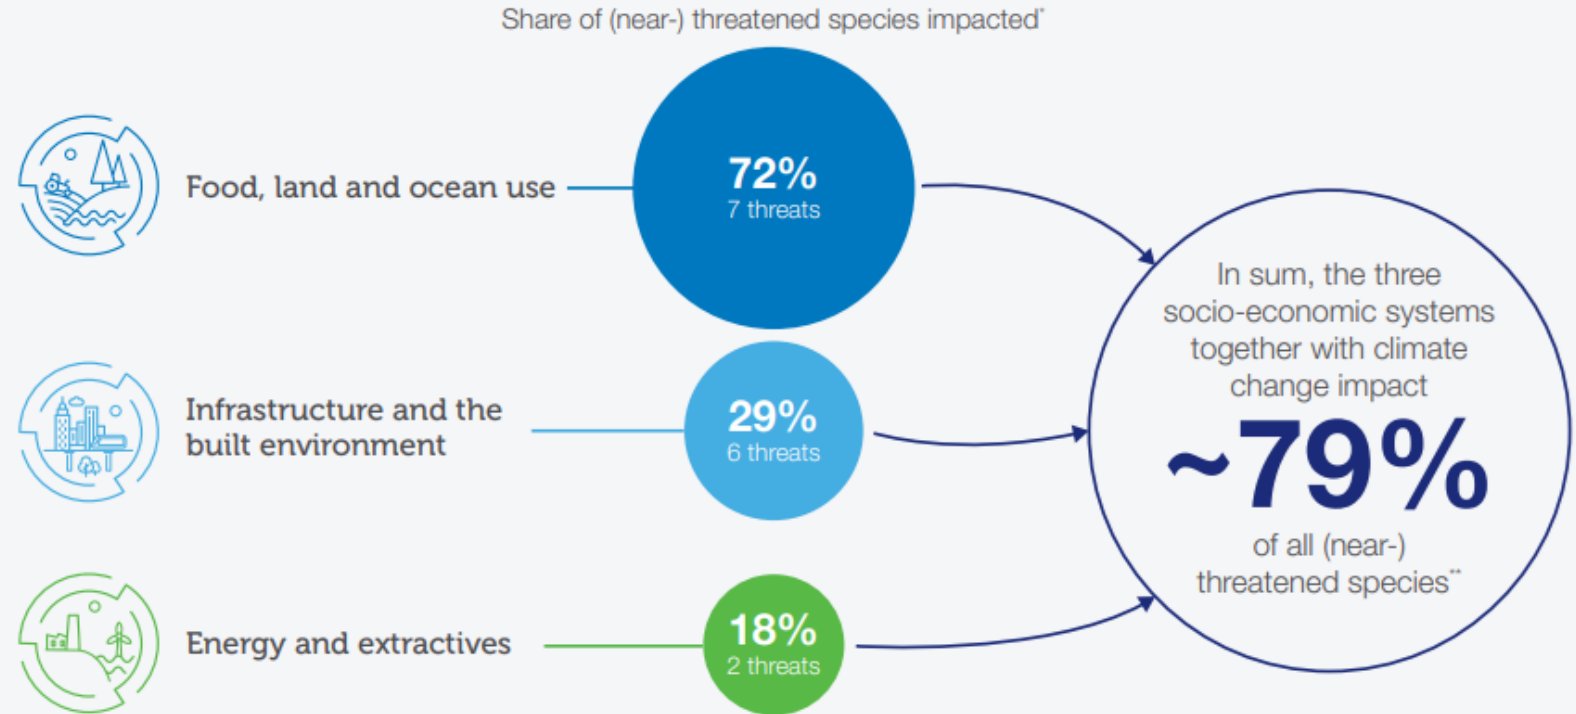 Share of (near-) threatened species impacted*
Food, land and ocean use
72%
7 threats
Infrastructure and the
built environment
29%
6 threats
Energy and extractives
18%
2 threats
In sum, the three
socio-economic systems
together with climate
change impact
~79%
of all (near-)
threatened species**